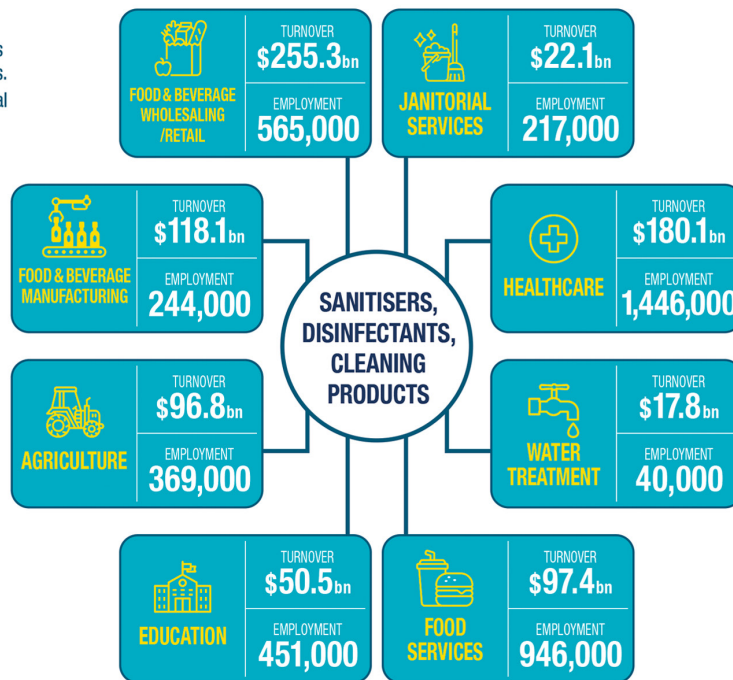 s
s.
al
FOOD & BEVERAGE
WHOLESALING
/RETAIL
TURNOVER
$255.3bn
EMPLOYMENT
565,000
JANITORIAL
SERVICES
TURNOVER
$22.1bn
EMPLOYMENT
217,000
FOOD & BEVERAGE
MANUFACTURING
TURNOVER
$118.1bn
EMPLOYMENT
244,000
HEALTHCARE
TURNOVER
$180.1bn
EMPLOYMENT
1,446,000
SANITISERS,
DISINFECTANTS,
CLEANING
PRODUCTS
AGRICULTURE
TURNOVER
$96.8bn
EMPLOYMENT
369,000
WATER
TREATMENT
TURNOVER
$17.8bn
EMPLOYMENT
40,000
EDUCATION
TURNOVER
$50.5bn
EMPLOYMENT
451,000
FOOD
SERVICES
TURNOVER
$97.4bn
EMPLOYMENT
946,000